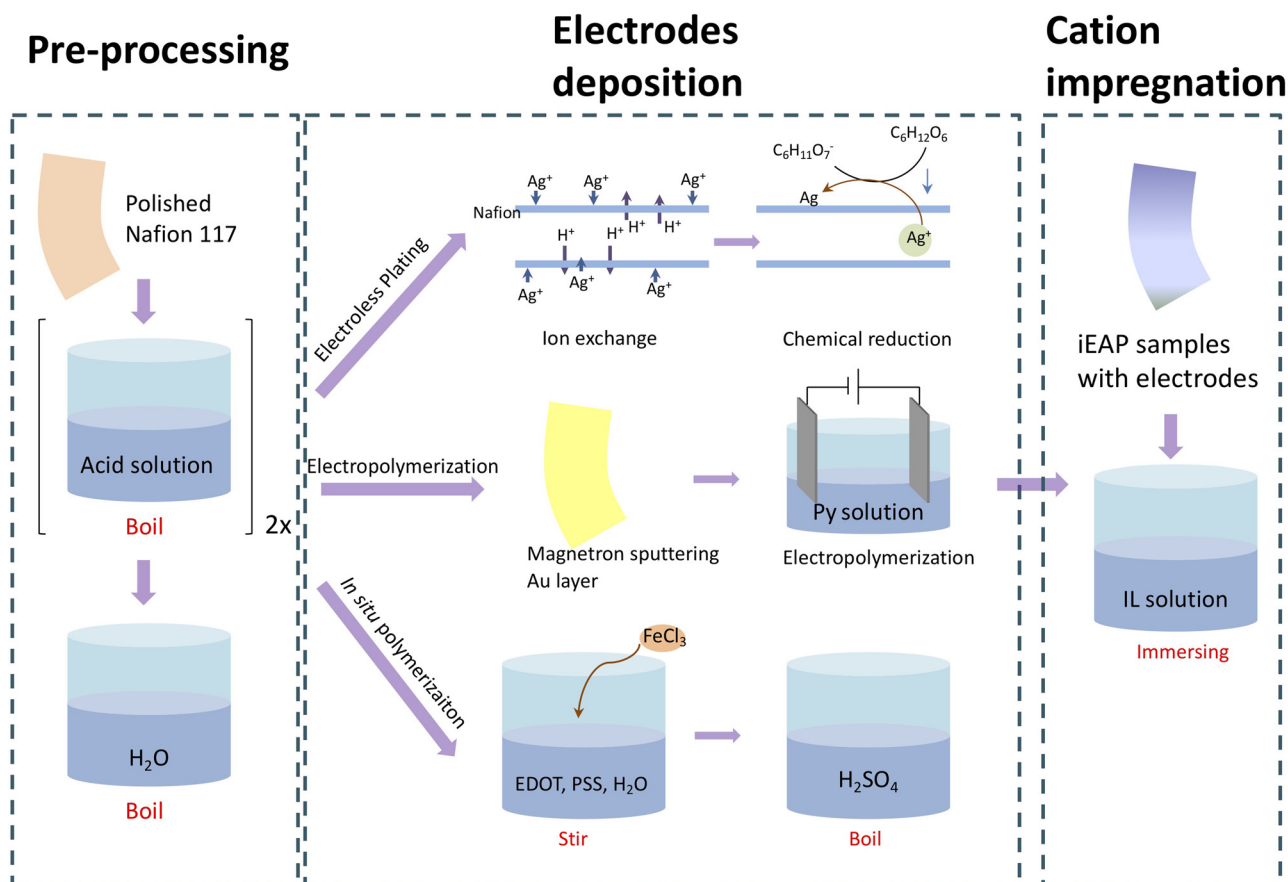 Pre-processing
Electrodes
deposition
Cation
impregnation
Polished
Nafion 117
Acid solution
Boil
2x
H₂O
Boil
Electroless Plating
Ag⁺
Ag⁺
Ag⁺
Nafion
H⁺
H⁺
H⁺
H⁺
Ag⁺
Ag⁺
Ag⁺
Ion exchange
C₆H₁₂O₆
C₆H₁₁O₇⁻
Ag
Ag⁺
Chemical reduction
Electropolymerization
Magnetron sputtering
Au layer
Py solution
Electropolymerization
In situ polymerizaiton
FeCl₃
EDOT, PSS, H₂O
Stir
H₂SO₄
Boil
iEAP samples
with electrodes
IL solution
Immersing